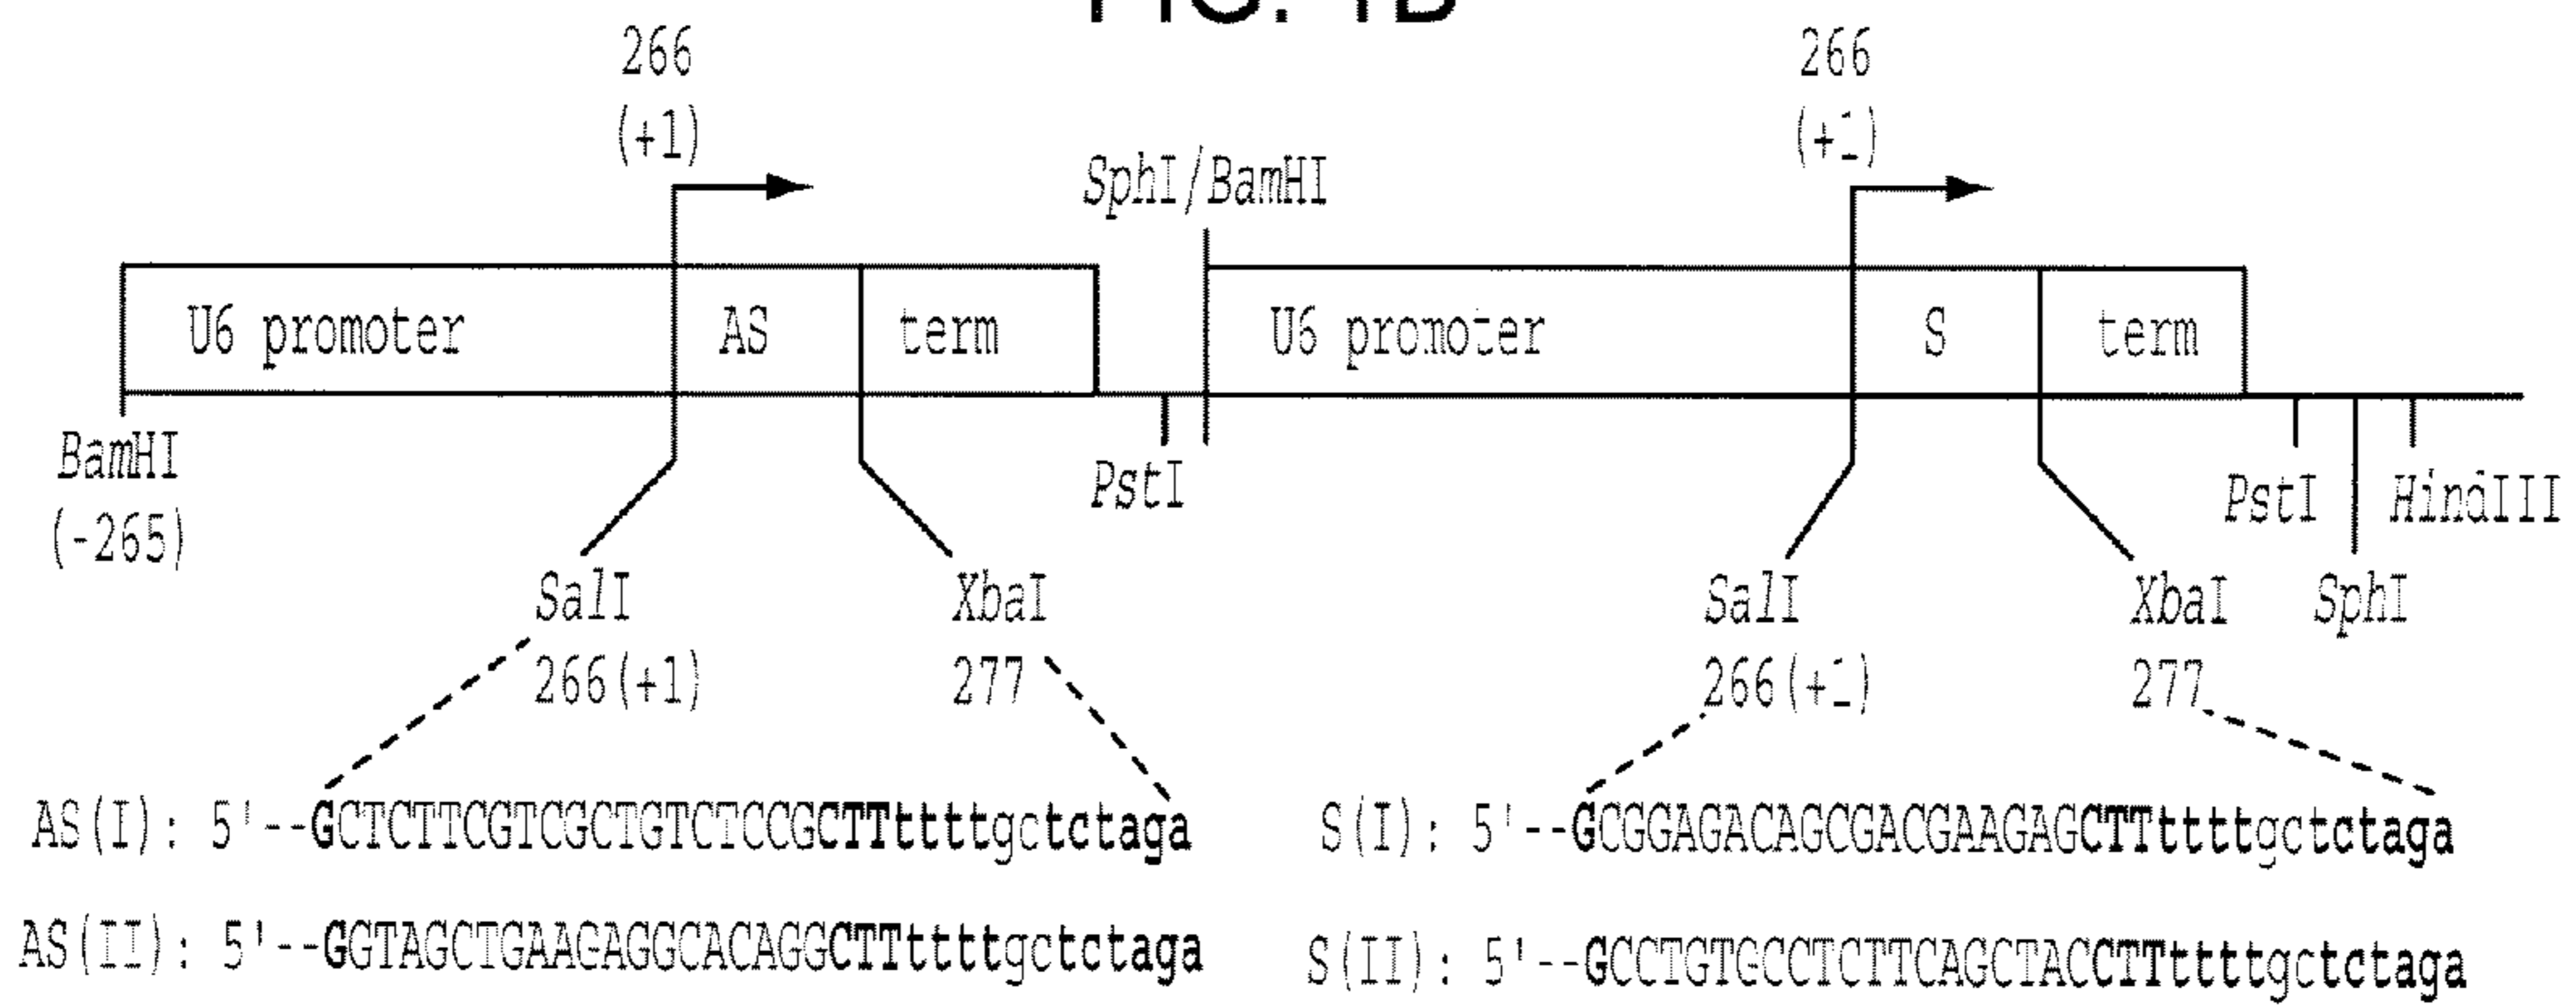 FIG. 1B
266
(+1)
266
(+1)
SphI/BamHI
U6 promoter
AS
term
U6 promoter
S
term
BamHI
(-265)
PstI
PstI
HindIII
SalI
266(+1)
XbaI
277
SalI
266(+1)
XbaI
277
SphI
AS(I): 5'--GCTCTTCGTCGCTGTCTCCGCTTttttgctctaga
S(I): 5'--GCGGAGACAGCGACGAAGAGCTTttttgctctaga
AS(II): 5'--GGTAGCTGAAGAGGCACAGGCTTttttgctctaga
S(II): 5'--GCCTGTGCCTCTTCAGCTACCTTttttgctctaga